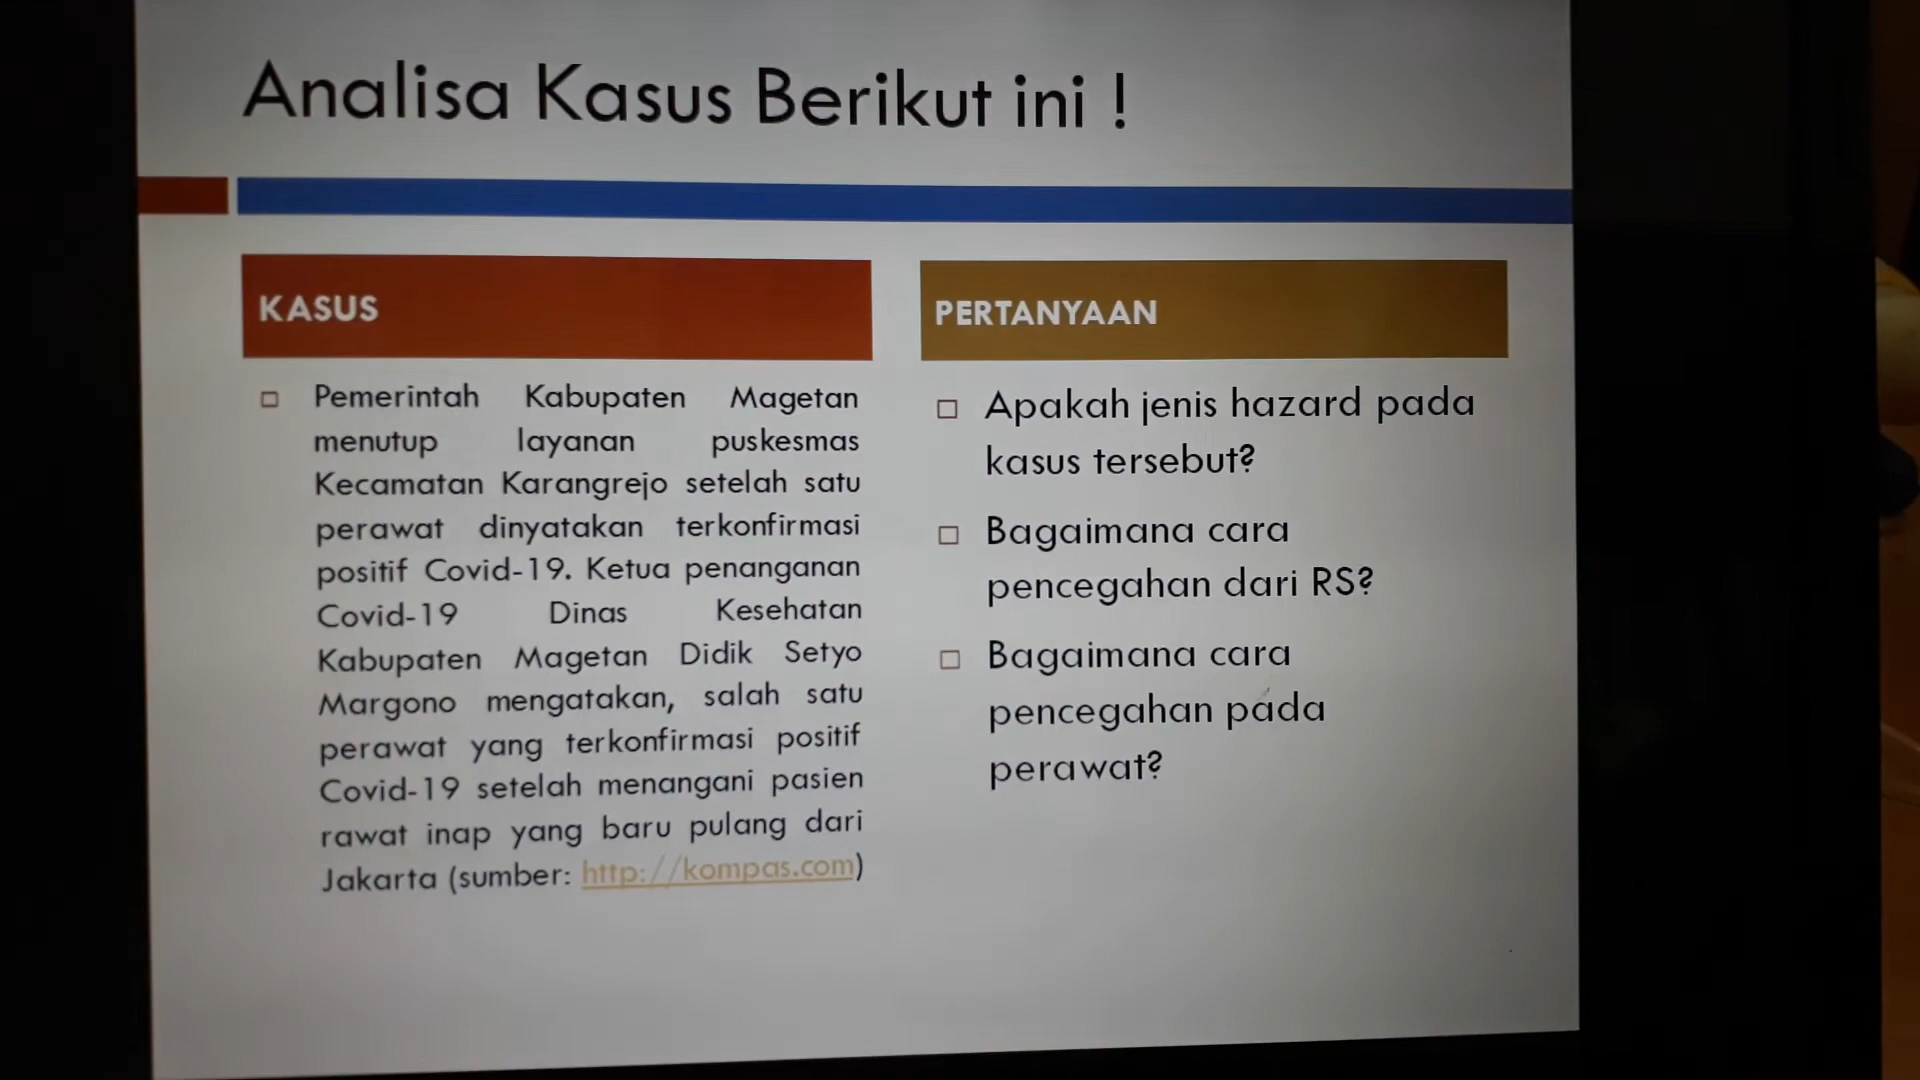 Analisa Kasus Berikut ini !
KASUS
Pemerintah Kabupaten Magetan
menutup layanan puskesmas
Kecamatan Karangrejo setelah satu
perawat dinyatakan terkonfirmasi
positif Covid-19. Ketua penanganan
Covid-19 Dinas Kesehatan
Kabupaten Magetan Didik Setyo
Margono mengatakan, salah satu
perawat yang terkonfirmasi positif
Covid-19 setelah menangani pasien
rawat inap yang baru pulang dari
Jakarta (sumber: http://kompas.com)
PERTANYAAN
Apakah jenis hazard pada
kasus tersebut?
Bagaimana cara
pencegahan dari RS?
Bagaimana cara
pencegahan pada
perawat?